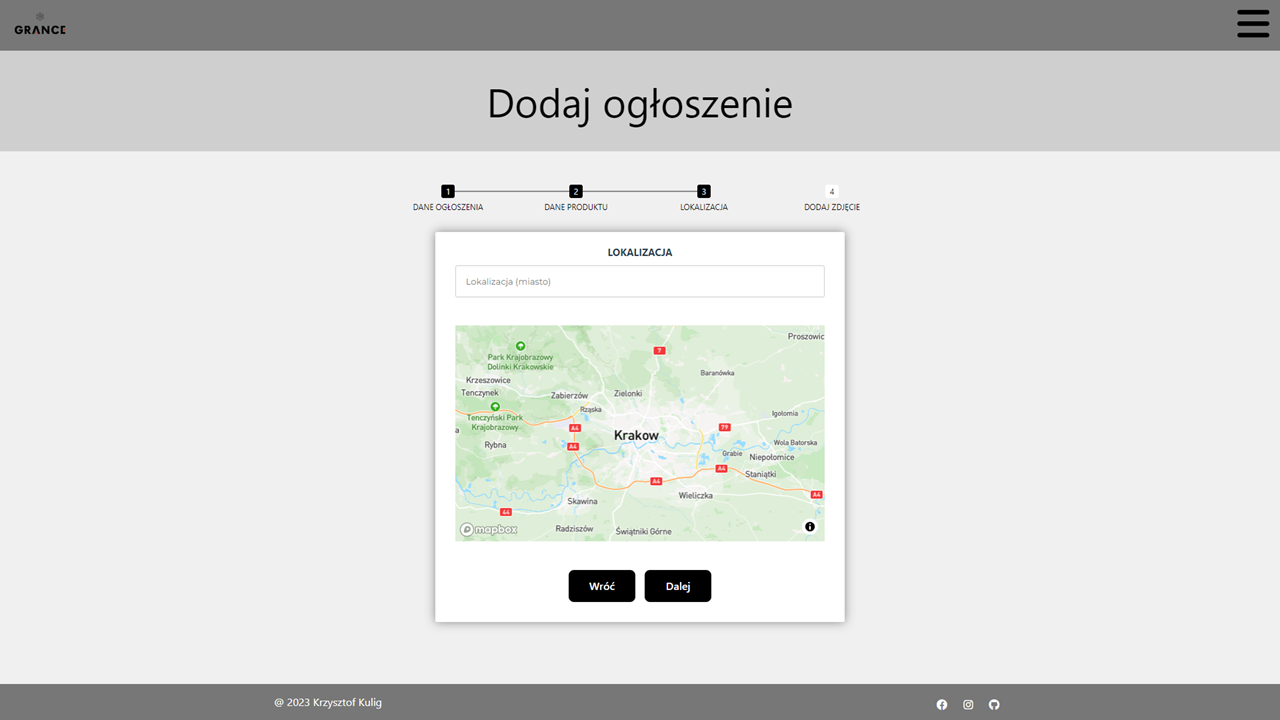 GRANCE
Dodaj ogłoszenie
1 2 3 4
DANE OGŁOSZENIA DANE PRODUKTU LOKALIZACJA DODAJ ZDJĘCIE
LOKALIZACJA
Lokalizacja (miasto)
Proszowic
Park Krajobrazowy
Dolinki Krakowskie
7
Baranówka
Krzeszowice
Tenczynek
Zabierzów
Zielonki
Rząska
Igołomia
Tenczyński Park
Krajobrazowy
A4
79
a
Krakow
Rybna
A4
Wola Batorska
Grabie
Niepołomice
A4
Staniątki
A4
Wieliczka
A4
Skawina
44
Radziszów
Świątniki Górne
mapbox
Wróć Dalej
@ 2023 Krzysztof Kulig